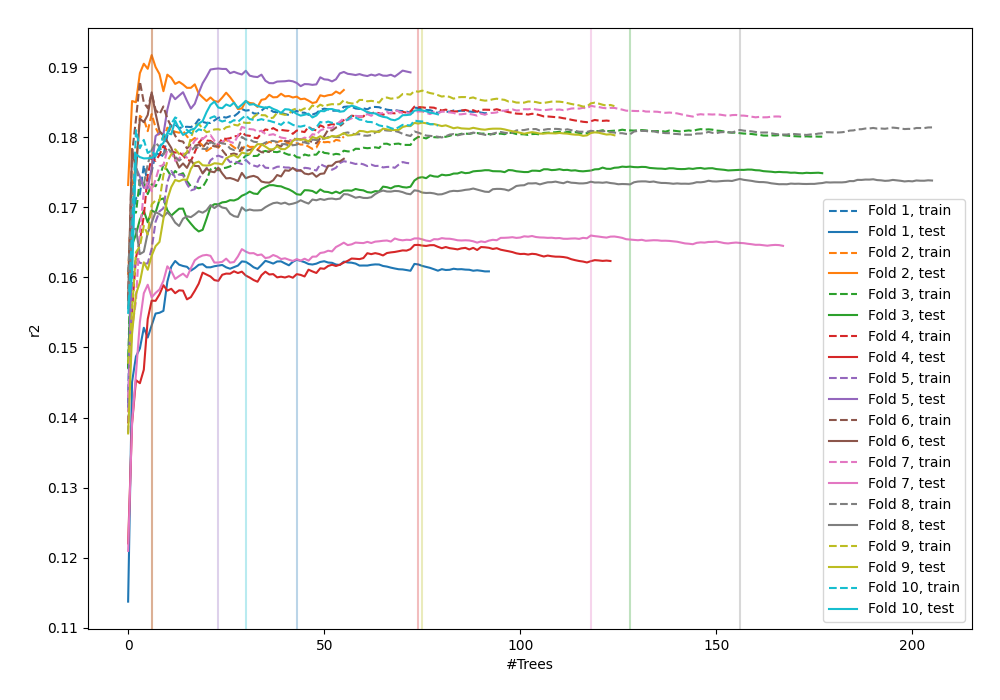 0.19
0.18
0.17
0.16
0.15
0.14
0.13
0.12
0.11
r2
0
50
100
150
200
#Trees
Fold 1, train
Fold 1, test
Fold 2, train
Fold 2, test
Fold 3, train
Fold 3, test
Fold 4, train
Fold 4, test
Fold 5, train
Fold 5, test
Fold 6, train
Fold 6, test
Fold 7, train
Fold 7, test
Fold 8, train
Fold 8, test
Fold 9, train
Fold 9, test
Fold 10, train
Fold 10, test